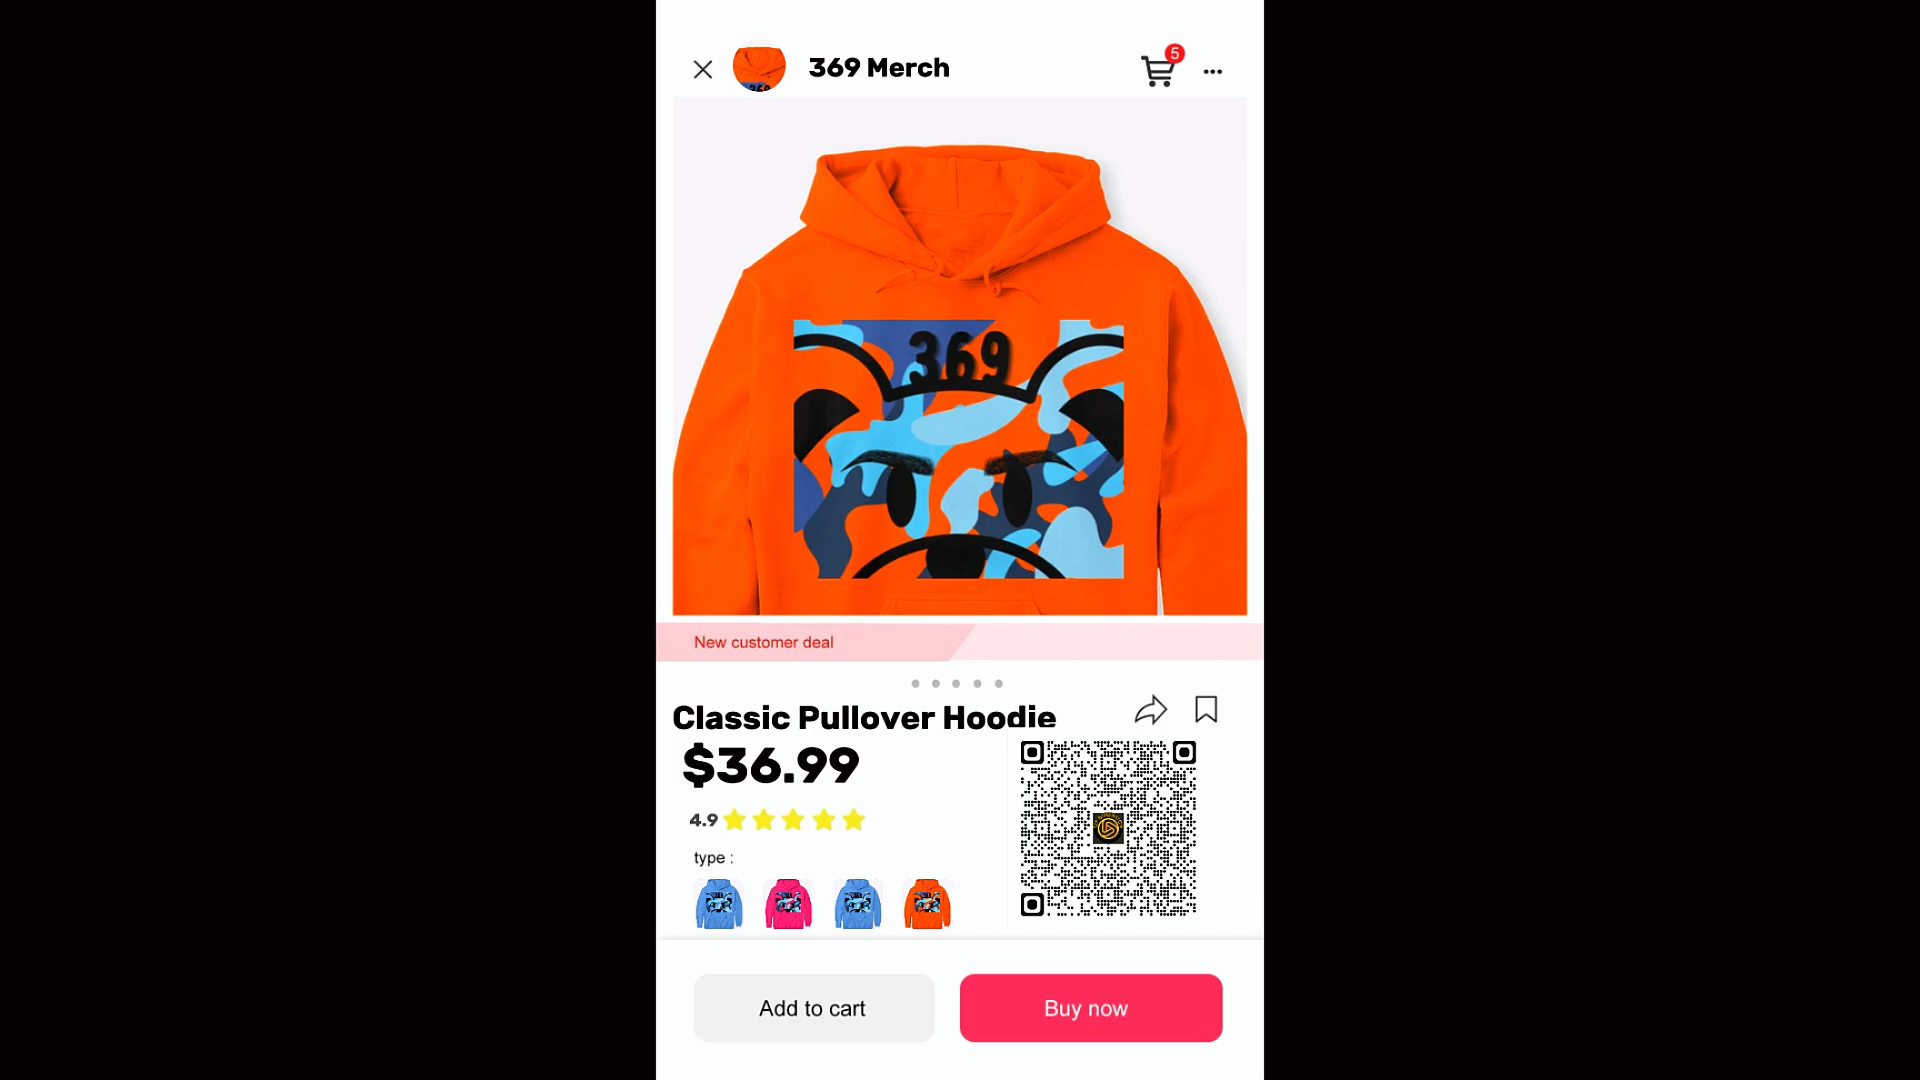 369 Merch
5
369
New customer deal
Classic Pullover Hoodie
$36.99
4.9
type :
Add to cart
Buy now